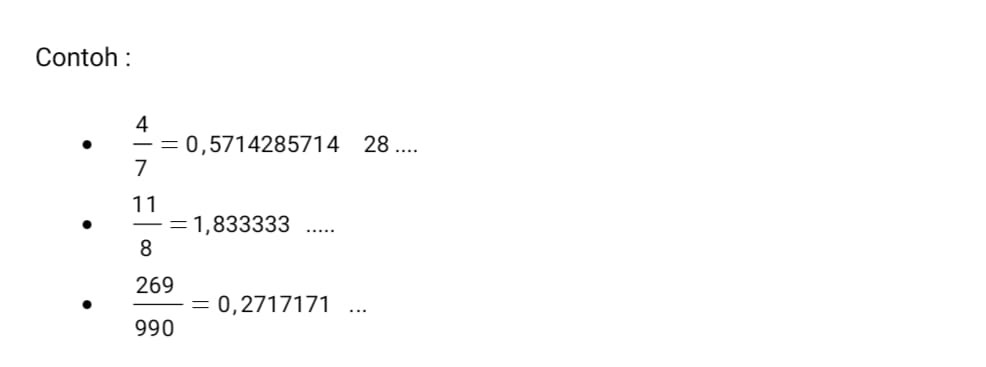 Contoh :
• 4/7 = 0,5714285714 28 ....
• 11/8 = 1,833333 .....
• 269/990 = 0,2717171 ...